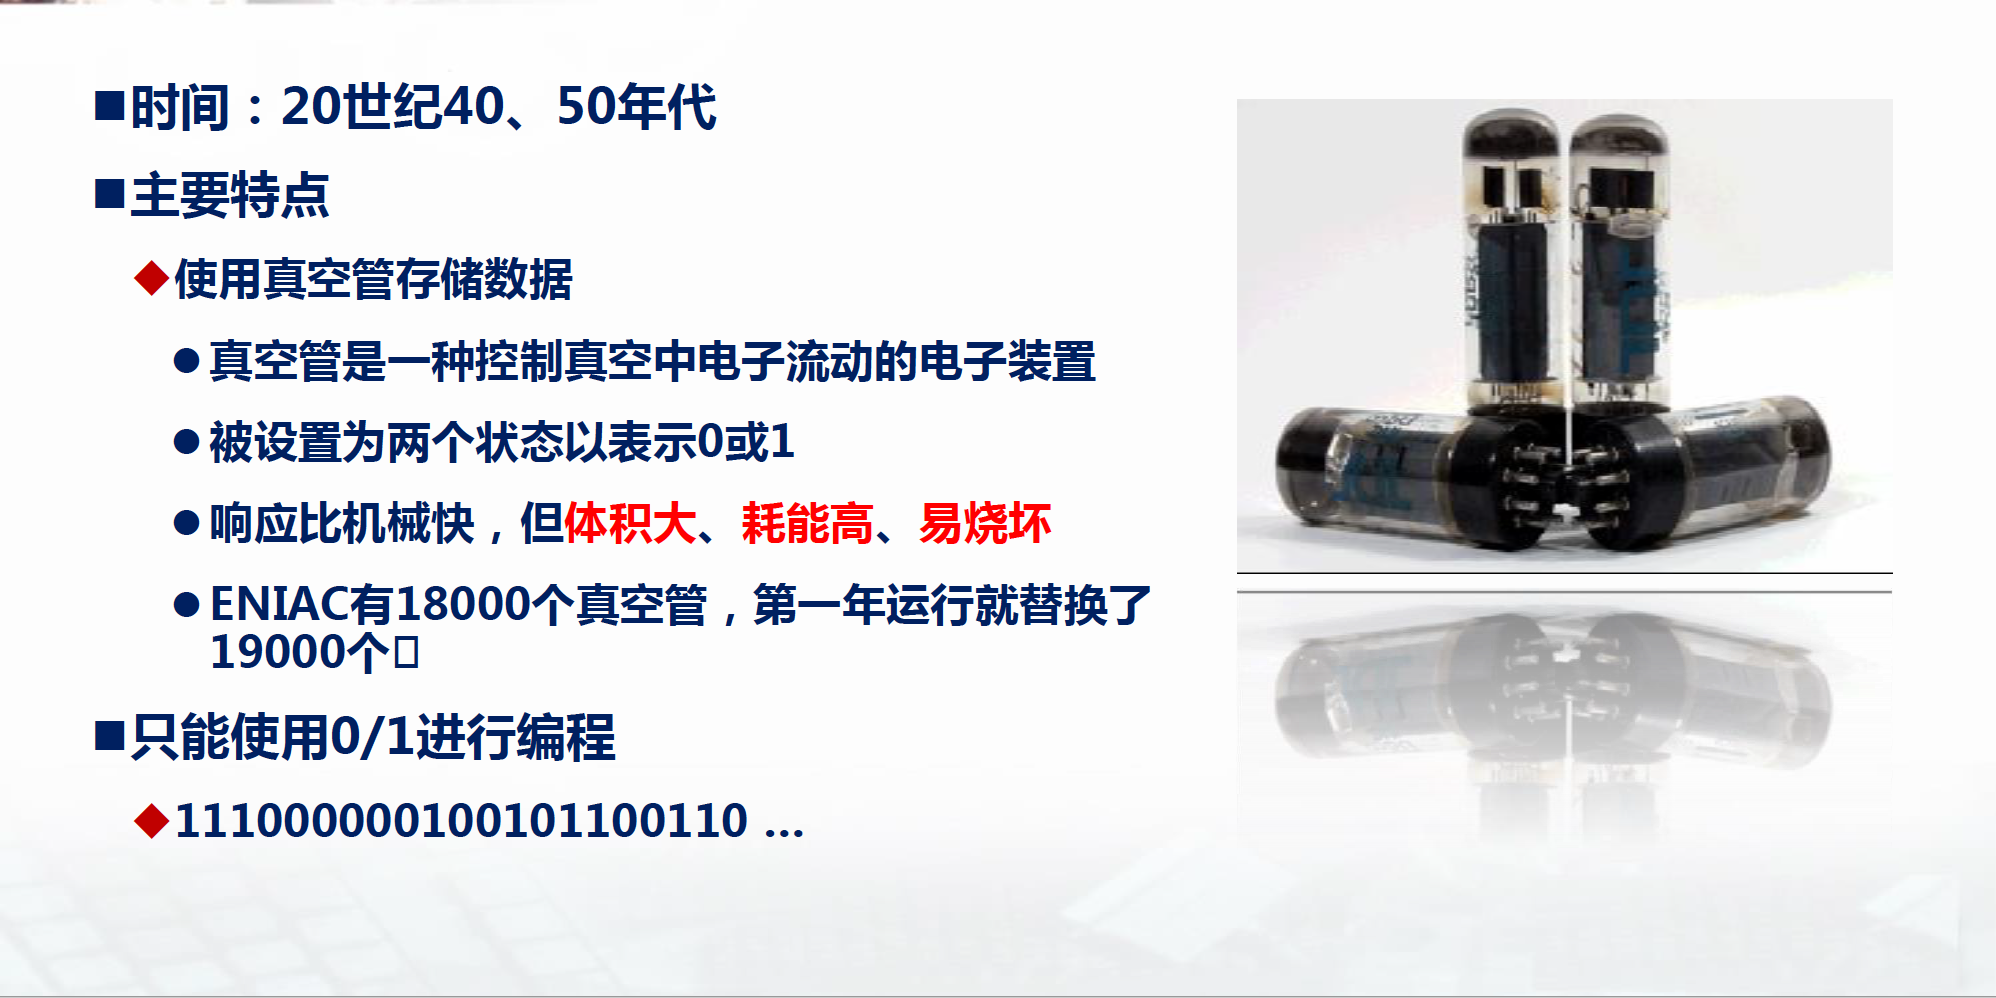 ■时间：20世纪40、50年代
■主要特点
◆使用真空管存储数据
●真空管是一种控制真空中电子流动的电子装置
●被设置为两个状态以表示0或1
●响应比机械快，但体积大、耗能高、易烧坏
●ENIAC有18000个真空管，第一年运行就替换了
19000个
■只能使用0/1进行编程
◆111000000100101100110 ...